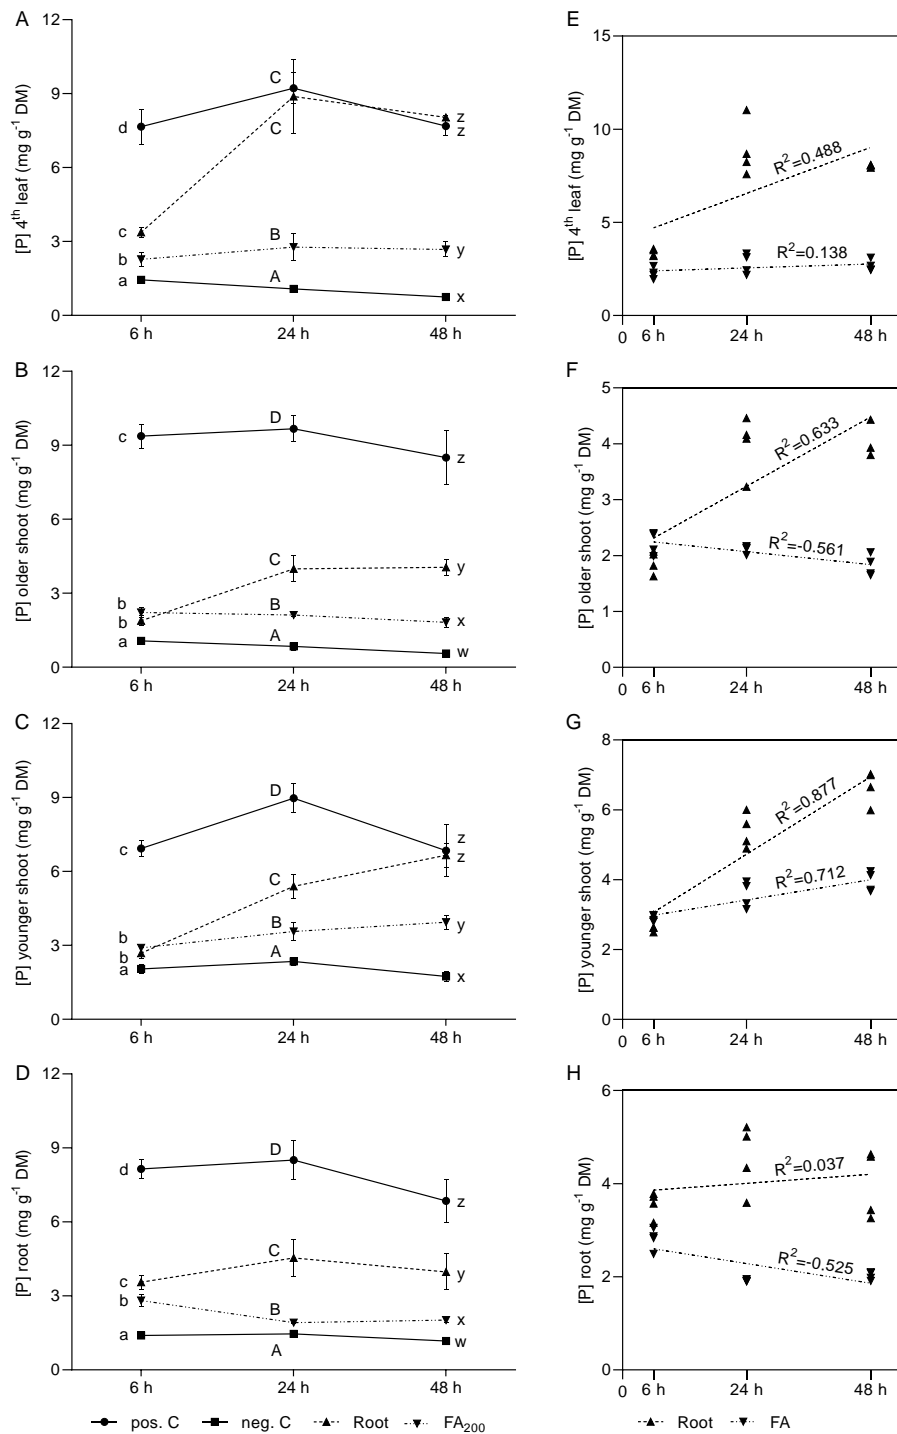 A
E
[P] 4th leaf (mg g-1 DM)
12
9
6
3
0
d
c
b
a
C
C
B
A
z
z
y
x
6 h
24 h
48 h
[P] 4th leaf (mg g-1 DM)
15
10
5
0
R2=0.488
R2=0.138
0
6 h
24 h
48 h
B
F
[P] older shoot (mg g-1 DM)
12
9
6
3
0
c
b
b
a
D
C
B
A
z
y
x
w
6 h
24 h
48 h
[P] older shoot (mg g-1 DM)
5
4
3
2
1
0
R2=0.633
R2=-0.561
0
6 h
24 h
48 h
C
G
[P] younger shoot (mg g-1 DM)
12
9
6
3
0
c
b
b
a
D
C
B
A
z
z
y
x
6 h
24 h
48 h
[P] younger shoot (mg g-1 DM)
8
6
4
2
0
R2=0.877
R2=0.712
0
6 h
24 h
48 h
D
H
[P] root (mg g-1 DM)
12
9
6
3
0
d
c
b
a
D
C
B
A
z
y
x
w
6 h
24 h
48 h
[P] root (mg g-1 DM)
6
4
2
0
R2=0.037
R2=-0.525
0
6 h
24 h
48 h
pos. C neg. C Root FA200
Root FA